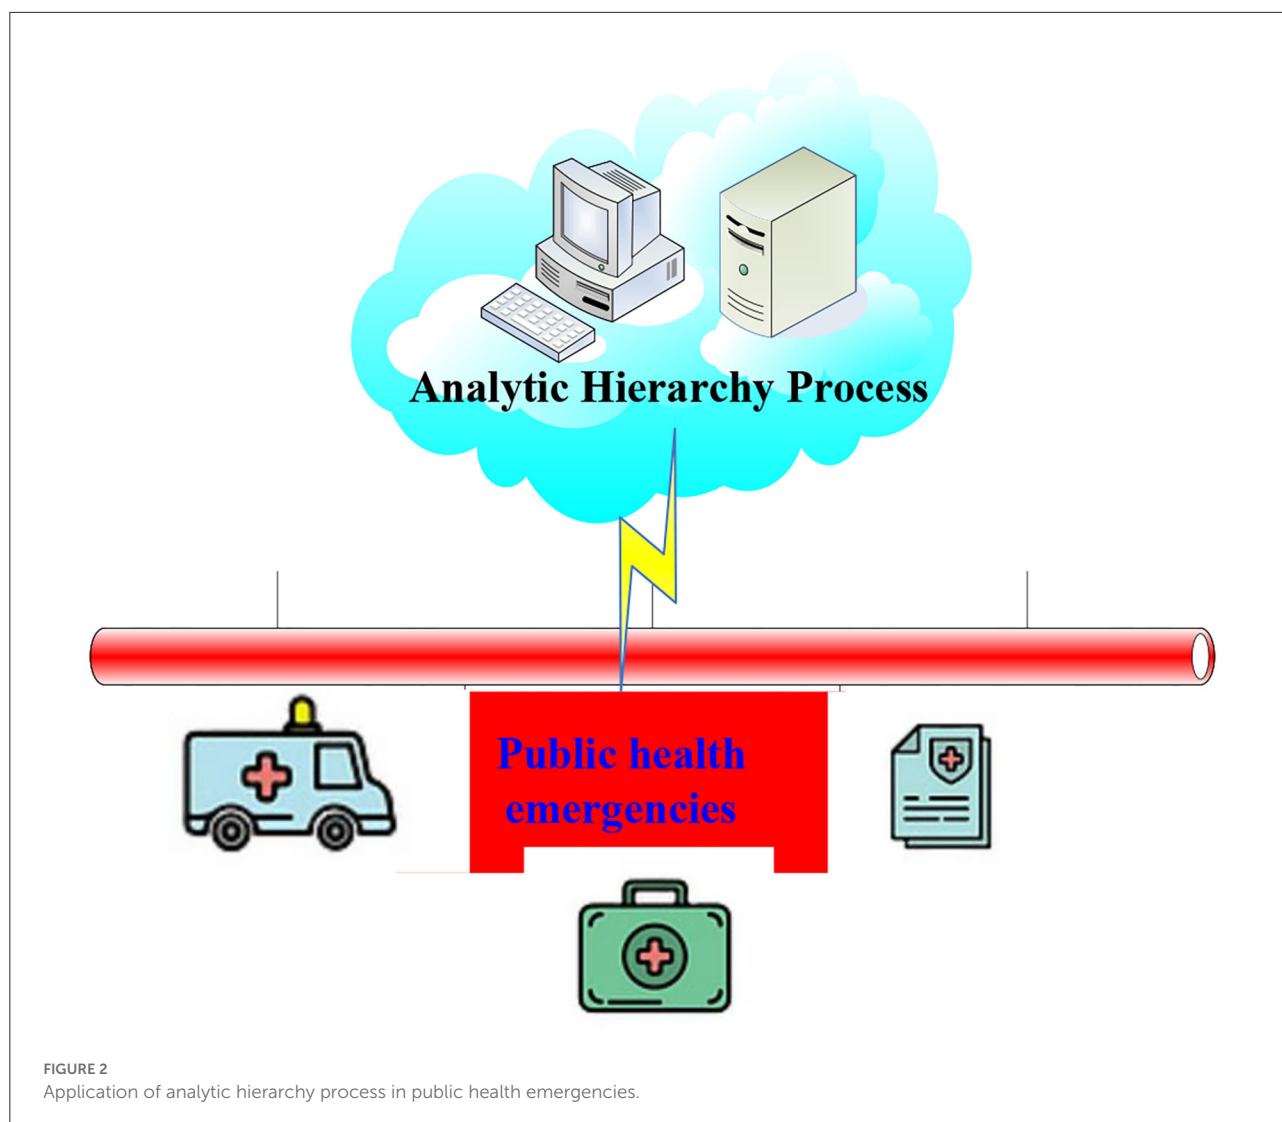 Analytic Hierarchy Process
Public health
emergencies
FIGURE 2
Application of analytic hierarchy process in public health emergencies.